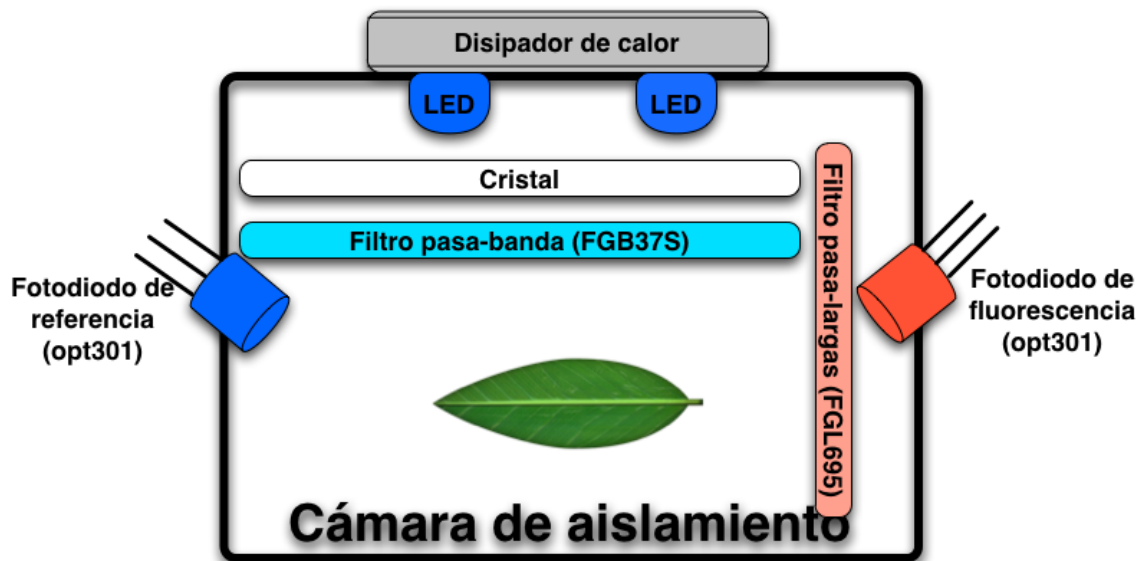 Disipador de calor
LED
LED
Cristal
Filtro pasa-banda (FGB37S)
Filtro pasa-largas (FGL695)
Fotodiodo de
referencia
(opt301)
Fotodiodo de
fluorescencia
(opt301)
Cámara de aislamiento